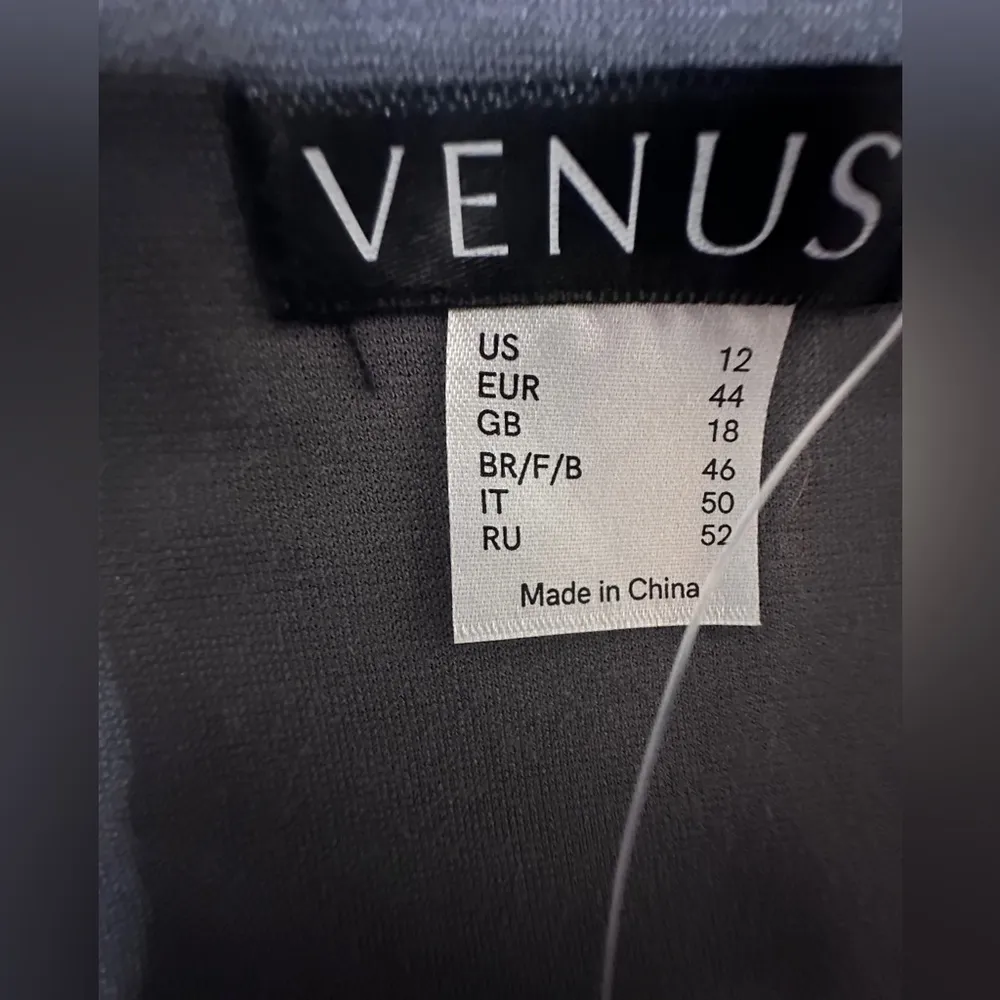 VENUS
US 12
EUR 44
GB 18
BR/F/B 46
IT 50
RU 52
Made in China